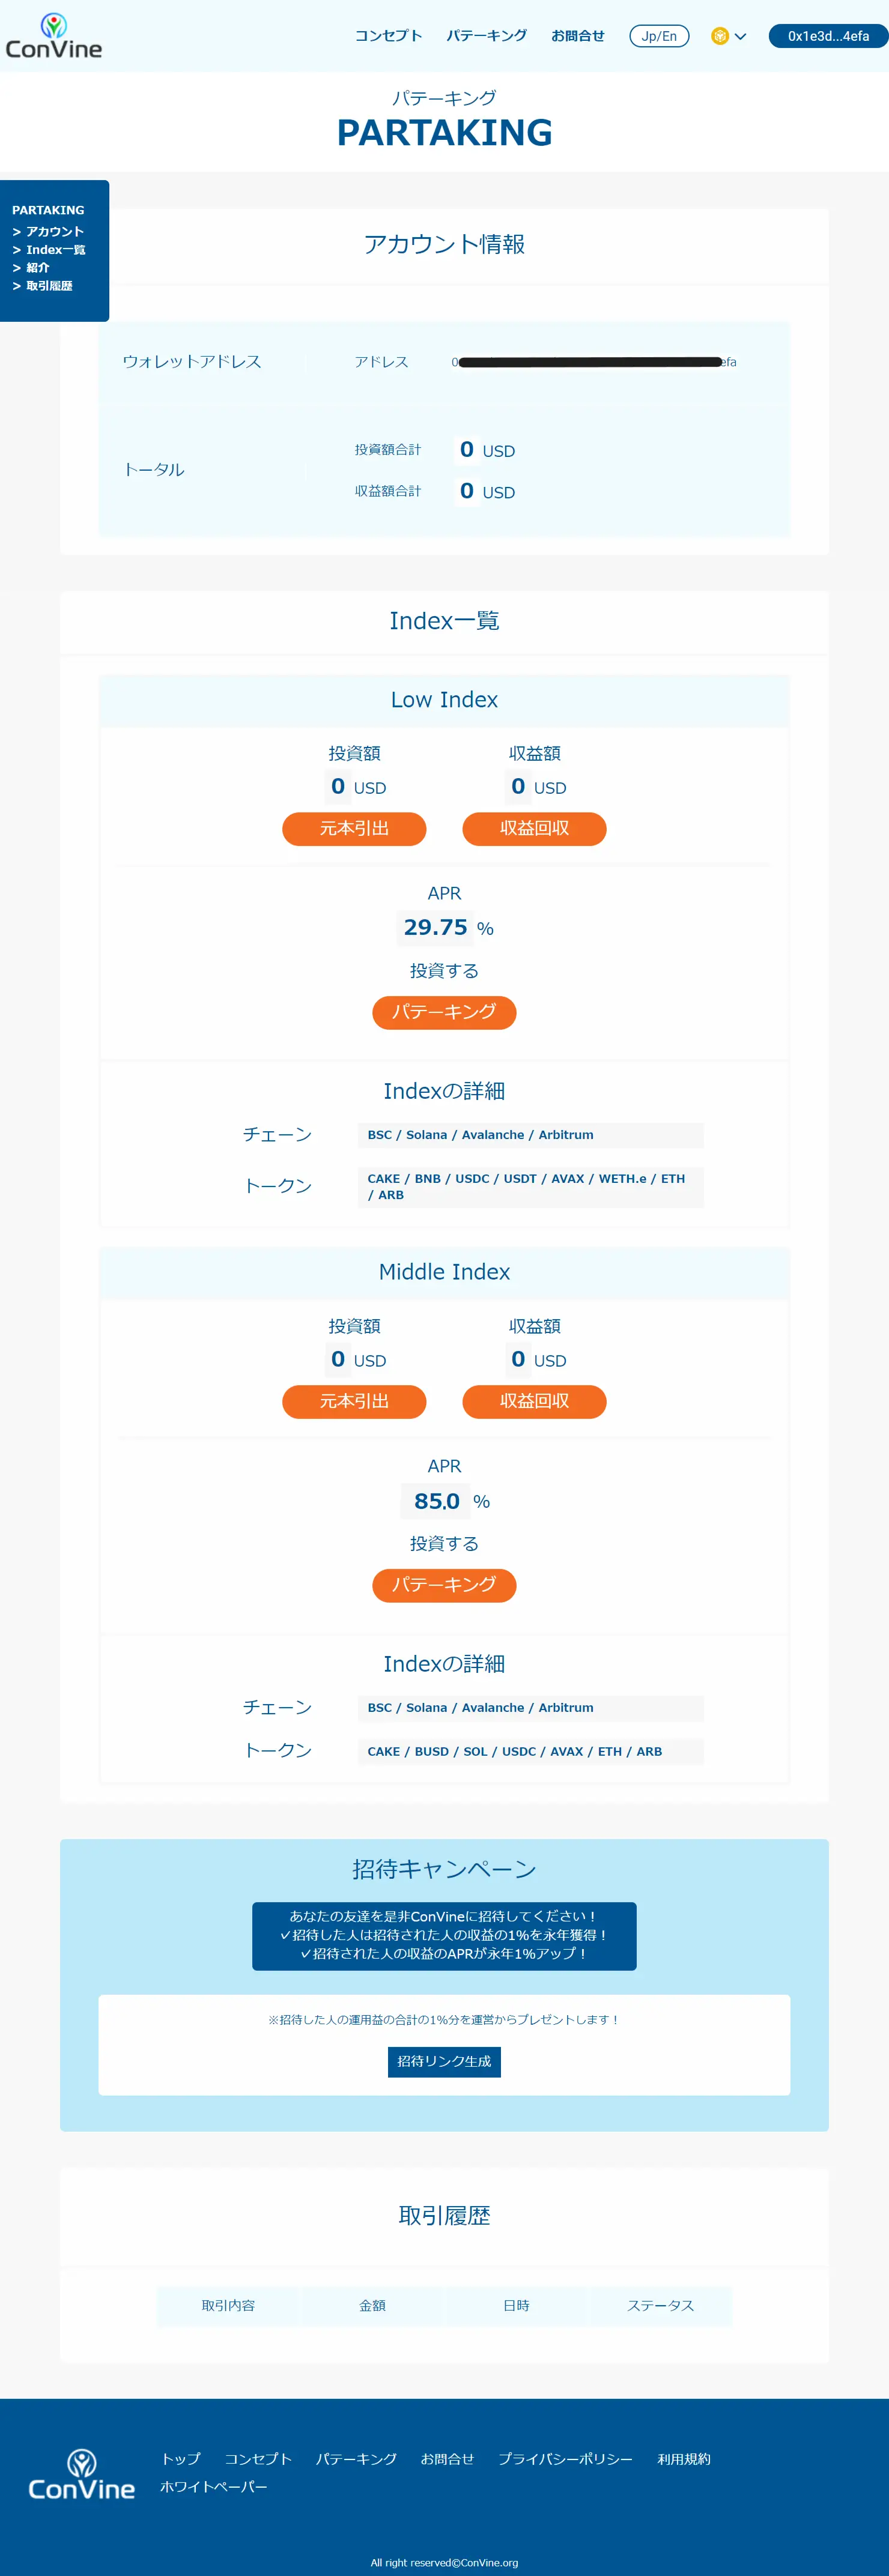 ConVine
コンセプト パテーキング お問合せ Jp/En 0x1e3d...4efa
パテーキング
PARTAKING
PARTAKING
> アカウント
> Index一覧
> 紹介
> 取引履歴
アカウント情報
ウォレットアドレス アドレス 0 efa
トータル
投資額合計 0 USD
収益額合計 0 USD
Index一覧
Low Index
投資額 収益額
0 USD 0 USD
元本引出 収益回収
APR
29.75 %
投資する
パテーキング
Indexの詳細
チェーン BSC / Solana / Avalanche / Arbitrum
トークン CAKE / BNB / USDC / USDT / AVAX / WETH.e / ETH
/ ARB
Middle Index
投資額 収益額
0 USD 0 USD
元本引出 収益回収
APR
85.0 %
投資する
パテーキング
Indexの詳細
チェーン BSC / Solana / Avalanche / Arbitrum
トークン CAKE / BUSD / SOL / USDC / AVAX / ETH / ARB
招待キャンペーン
あなたの友達を是非ConVineに招待してください！
✓招待した人は招待された人の収益の1%を永年獲得！
✓招待された人の収益のAPRが永年1%アップ！
※招待した人の運用益の合計の1%分を運営からプレゼントします！
招待リンク生成
取引履歴
取引内容 金額 日時 ステータス
ConVine
トップ コンセプト パテーキング お問合せ プライバシーポリシー 利用規約
ホワイトペーパー
All right reserved©ConVine.org